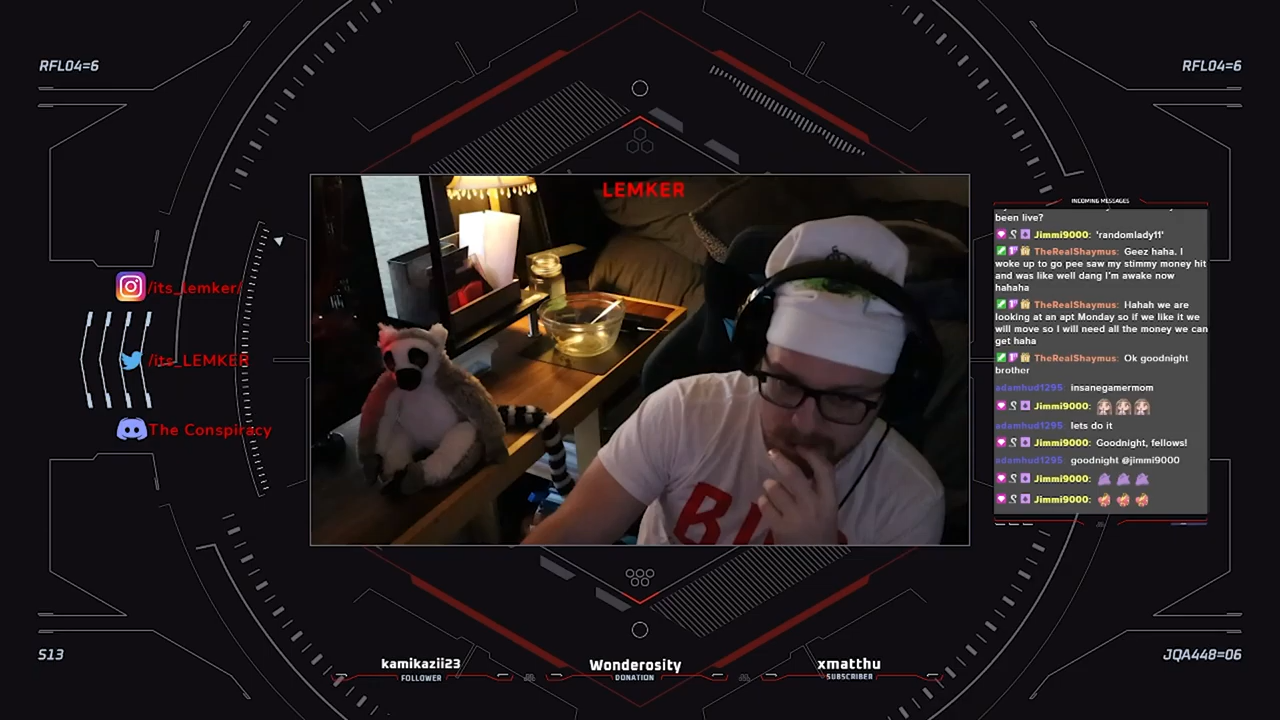 RFL04=6
RFL04=6
LEMKER
INCOMING MESSAGES
been live?
Jimmi9000: 'randomlady11'
TheRealShaymus: Geez haha. I
woke up to go pee saw my stimmy money hit
and was like well dang I'm awake now
hahaha
TheRealShaymus: Hahah we are
looking at an apt Monday so if we like it we
will move so I will need all the money we can
get haha
TheRealShaymus: Ok goodnight
brother
adamhud1295 insanegamermom
Jimmi9000:
adamhud1295 lets do it
Jimmi9000: Goodnight, fellows!
adamhud1295 goodnight @jimmi9000
Jimmi9000:
Jimmi9000:
/its_lemker/
/its_LEMKER
The Conspiracy
S13
JQA448=06
kamikazii23
FOLLOWER
Wonderosity
DONATION
xmatthu
SUBSCRIBER